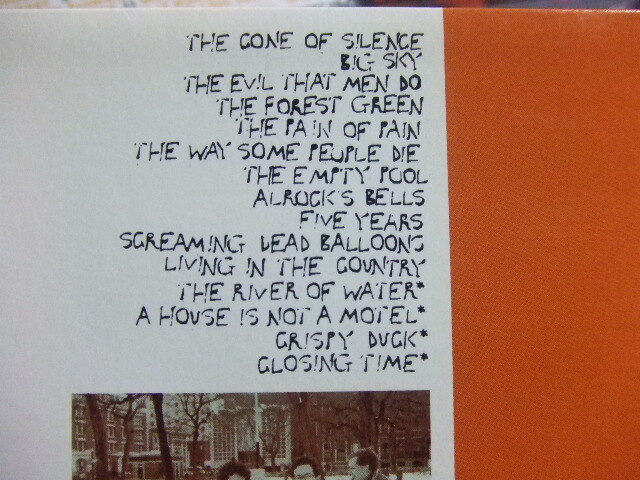 THE CONE OF SILENCE
BIG SKY
THE EVIL THAT MEN DO
THE FOREST GREEN
THE PAIN OF PAIN
THE WAY SOME PEOPLE DIE
THE EMPTY POOL
ALROCK'S BELLS
FIVE YEARS
SCREAMING DEAD BALLOONS
LIVING IN THE COUNTRY
THE RIVER OF WATER*
A HOUSE IS NOT A MOTEL*
CRISPY DUCK*
CLOSING TIME*